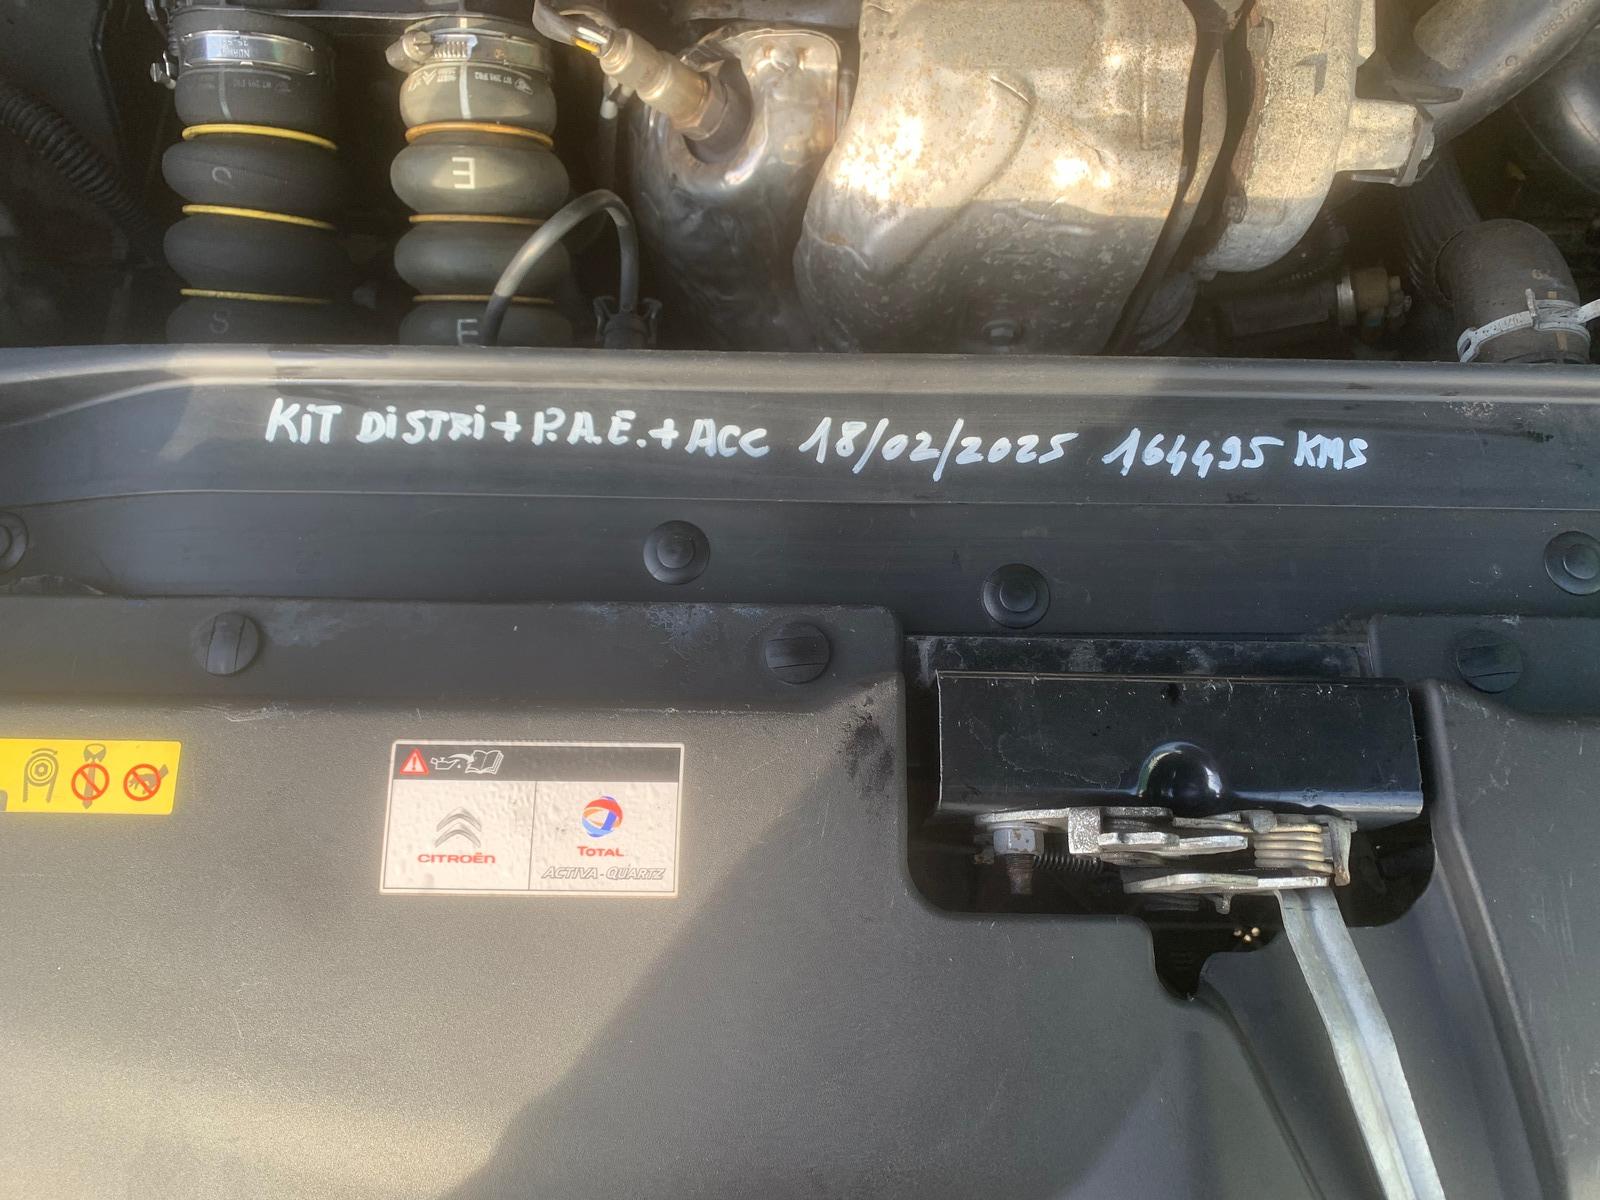 S
E
S
E
KiT DiSTRi + P.A.E. + ACC 18/02/2025 164495 KMS
CITROËN
TOTAL
ACTIVA - QUARTZ